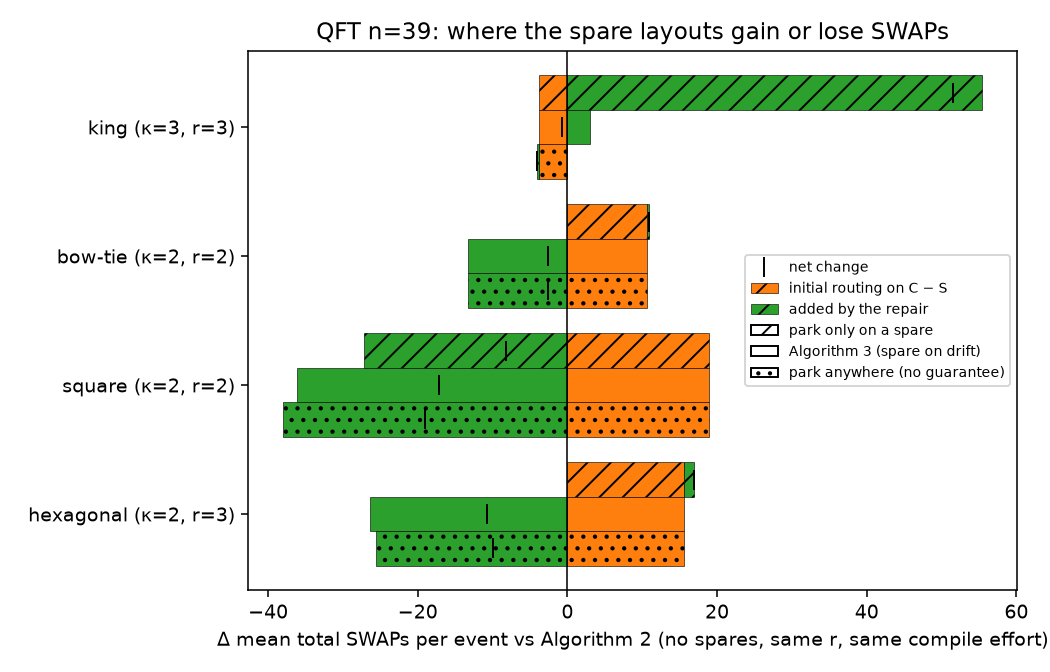 QFT n=39: where the spare layouts gain or lose SWAPs
king (κ=3, r=3)
bow-tie (κ=2, r=2)
square (κ=2, r=2)
hexagonal (κ=2, r=3)
net change
initial routing on C − S
added by the repair
park only on a spare
Algorithm 3 (spare on drift)
park anywhere (no guarantee)
−40 −20 0 20 40 60
Δ mean total SWAPs per event vs Algorithm 2 (no spares, same r, same compile effort)